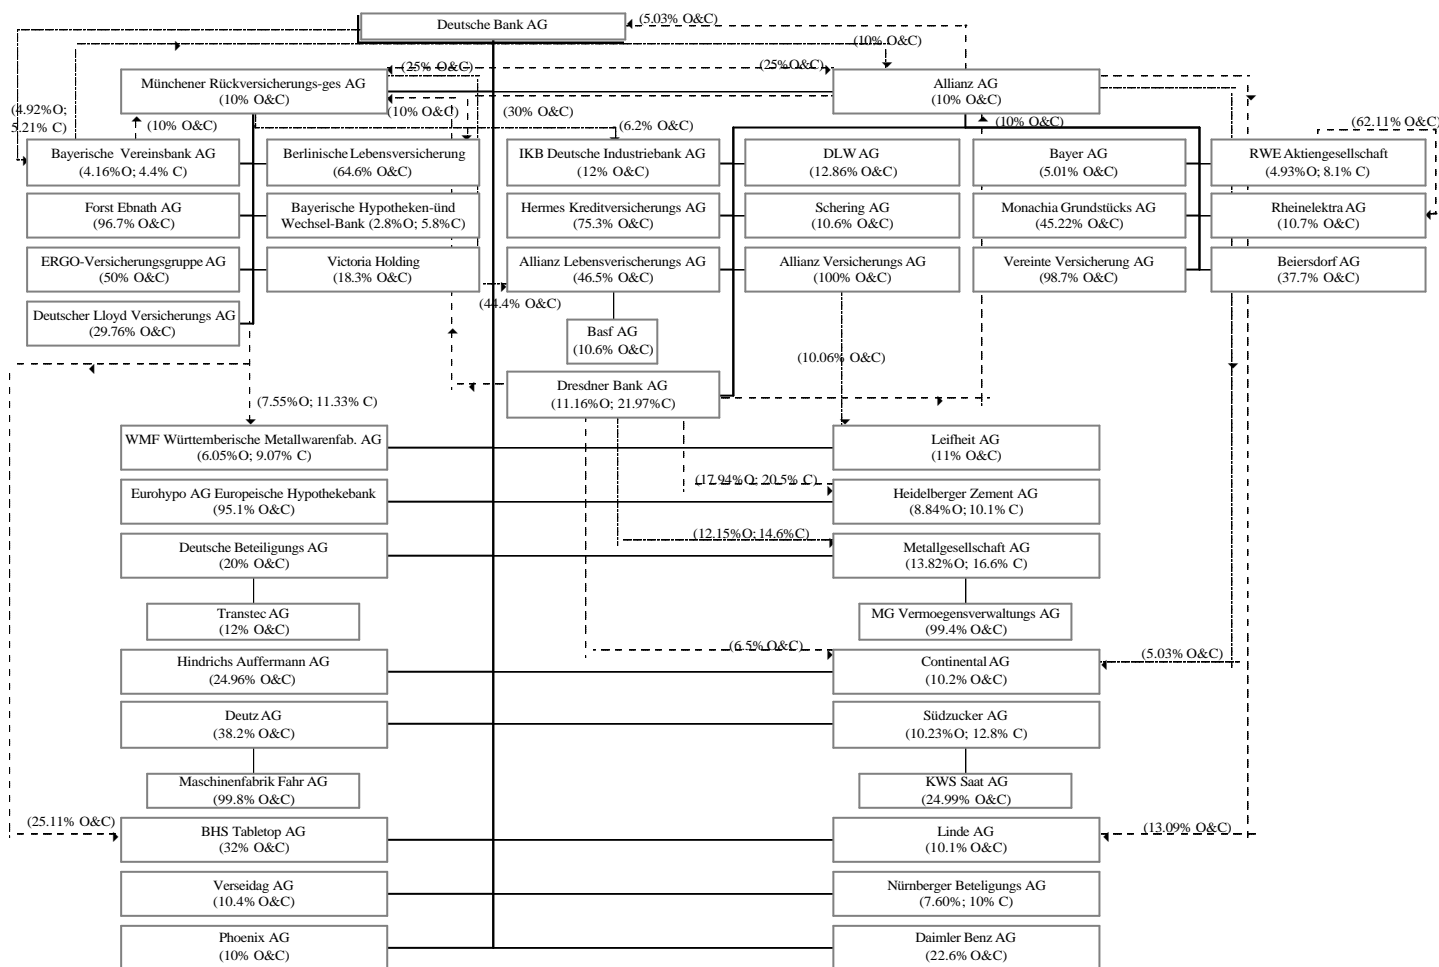 Deutsche Bank AG
(5.03% O&C)
(10% O&C)
(25% O&C)
(25% O&C)
Münchener Rückversicherungs-ges AG
(10% O&C)
Allianz AG
(10% O&C)
(4.92%O;
5.21% C)
(10% O&C)
(10% O&C)
(30% O&C)
(6.2% O&C)
(10% O&C)
(62.11% O&C)
Bayerische Vereinsbank AG
(4.16%O; 4.4% C)
Berlinische Lebensversicherung
(64.6% O&C)
IKB Deutsche Industriebank AG
(12% O&C)
DLW AG
(12.86% O&C)
Bayer AG
(5.01% O&C)
RWE Aktiengesellschaft
(4.93%O; 8.1% C)
Forst Ebnath AG
(96.7% O&C)
Bayerische Hypotheken-ünd
Wechsel-Bank (2.8%O; 5.8%C)
Hermes Kreditversicherungs AG
(75.3% O&C)
Schering AG
(10.6% O&C)
Monachia Grundstücks AG
(45.22% O&C)
Rheinelektra AG
(10.7% O&C)
ERGO-Versicherungsgruppe AG
(50% O&C)
Victoria Holding
(18.3% O&C)
Allianz Lebensverischerungs AG
(46.5% O&C)
Allianz Versicherungs AG
(100% O&C)
Vereinte Versicherung AG
(98.7% O&C)
Beiersdorf AG
(37.7% O&C)
(44.4% O&C)
Deutscher Lloyd Versicherungs AG
(29.76% O&C)
Basf AG
(10.6% O&C)
(10.06% O&C)
Dresdner Bank AG
(11.16%O; 21.97%C)
(7.55%O; 11.33% C)
WMF Württemberische Metallwarenfab. AG
(6.05%O; 9.07% C)
Leifheit AG
(11% O&C)
(17.94%O; 20.5% C)
Eurohypo AG Europeische Hypothekebank
(95.1% O&C)
Heidelberger Zement AG
(8.84%O; 10.1% C)
(12.15%O; 14.6%C)
Deutsche Beteiligungs AG
(20% O&C)
Metallgesellschaft AG
(13.82%O; 16.6% C)
Transtec AG
(12% O&C)
MG Vermoegensverwaltungs AG
(99.4% O&C)
(6.5% O&C)
(5.03% O&C)
Hindrichs Auffermann AG
(24.96% O&C)
Continental AG
(10.2% O&C)
Deutz AG
(38.2% O&C)
Südzucker AG
(10.23%O; 12.8% C)
Maschinenfabrik Fahr AG
(99.8% O&C)
KWS Saat AG
(24.99% O&C)
(25.11% O&C)
(13.09% O&C)
BHS Tabletop AG
(32% O&C)
Linde AG
(10.1% O&C)
Verseidag AG
(10.4% O&C)
Nürnberger Beteligungs AG
(7.60%; 10% C)
Phoenix AG
(10% O&C)
Daimler Benz AG
(22.6% O&C)